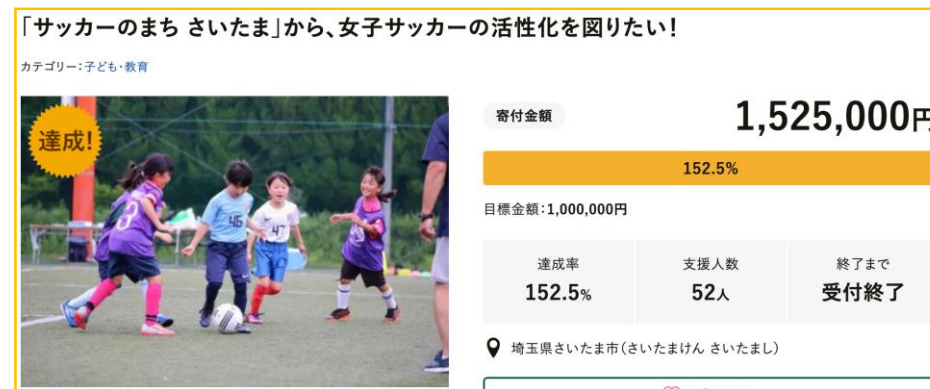 「サッカーのまち さいたま」から、女子サッカーの活性化を図りたい！
カテゴリー：子ども・教育
達成！
寄付金額
1,525,000円
152.5%
目標金額：1,000,000円
達成率
支援人数
終了まで
152.5%
52人
受付終了
埼玉県さいたま市（さいたまけん さいたまし）
3
45
47